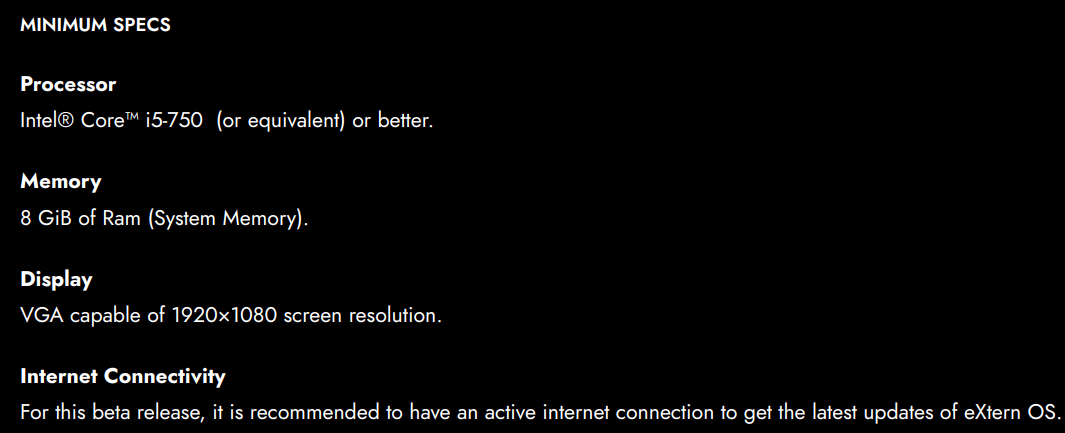 MINIMUM SPECS
Processor
Intel® Core™ i5-750  (or equivalent) or better.
Memory
8 GiB of Ram (System Memory).
Display
VGA capable of 1920×1080 screen resolution.
Internet Connectivity
For this beta release, it is recommended to have an active internet connection to get the latest updates of eXtern OS.